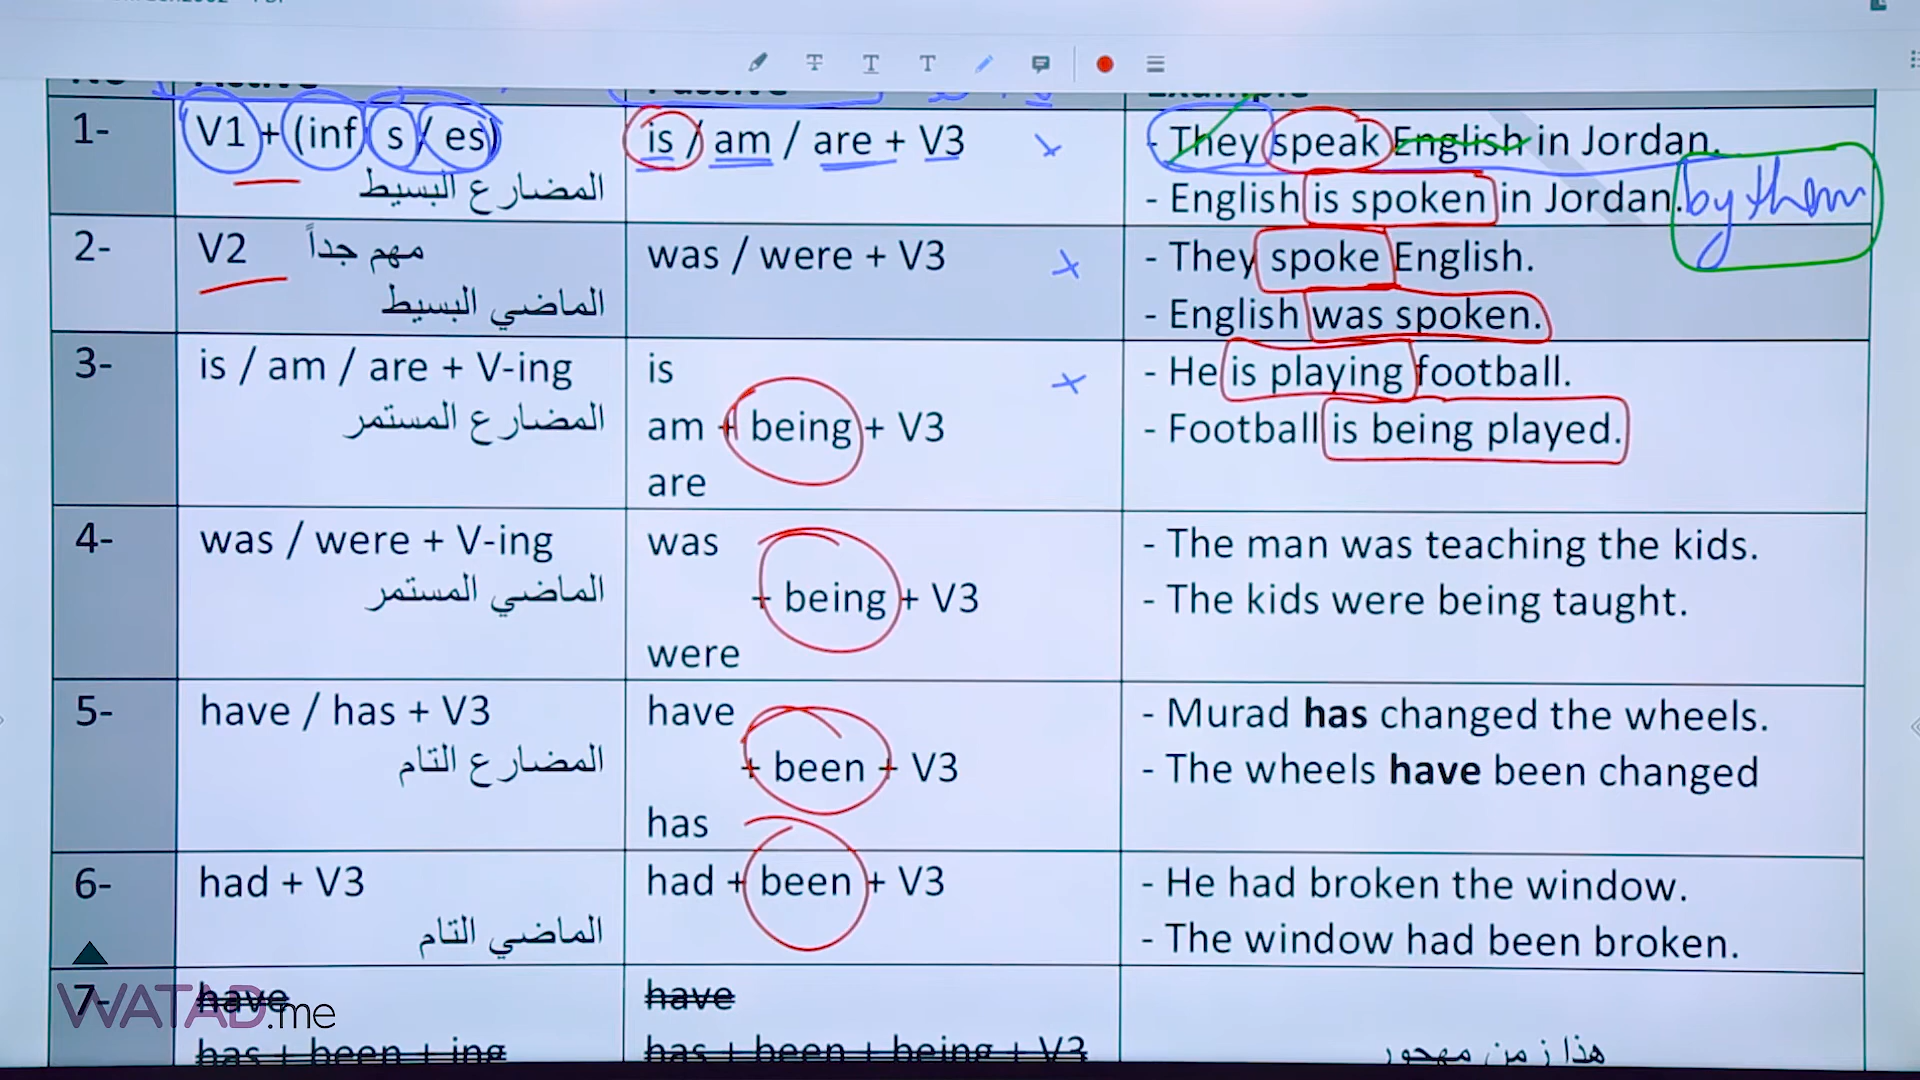 No Active Passive Example
1- V1 + (inf s / es) is / am / are + V3 - They speak English in Jordan.
المضارع البسيط - English is spoken in Jordan. by them
2- V2 مهم جداً was / were + V3 - They spoke English.
الماضي البسيط - English was spoken.
3- is / am / are + V-ing is - He is playing football.
المضارع المستمر am + being + V3 - Football is being played.
are
4- was / were + V-ing was - The man was teaching the kids.
الماضي المستمر + being + V3 - The kids were being taught.
were
5- have / has + V3 have - Murad has changed the wheels.
المضارع التام + been + V3 - The wheels have been changed
has
6- had + V3 had + been + V3 - He had broken the window.
الماضي التام - The window had been broken.
7- have have
WATAD.me
has + been + ing has + been + being + V3 هذا زمن مهجور